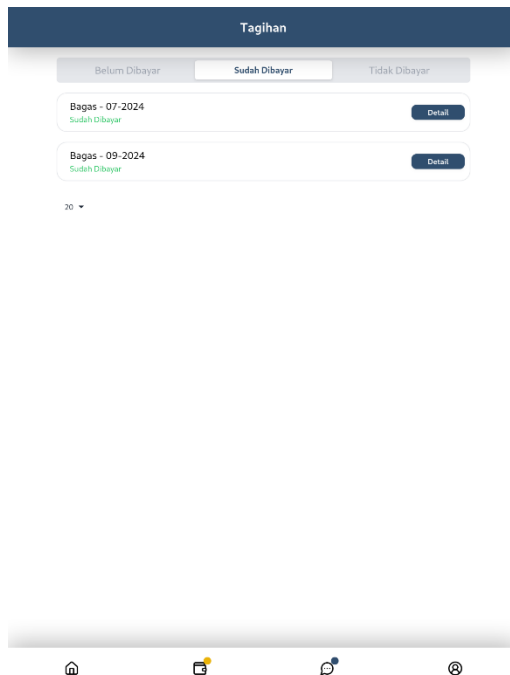 Tagihan
Belum Dibayar Sudah Dibayar Tidak Dibayar
Bagas - 07-2024
Sudah Dibayar
Detail
Bagas - 09-2024
Sudah Dibayar
Detail
20